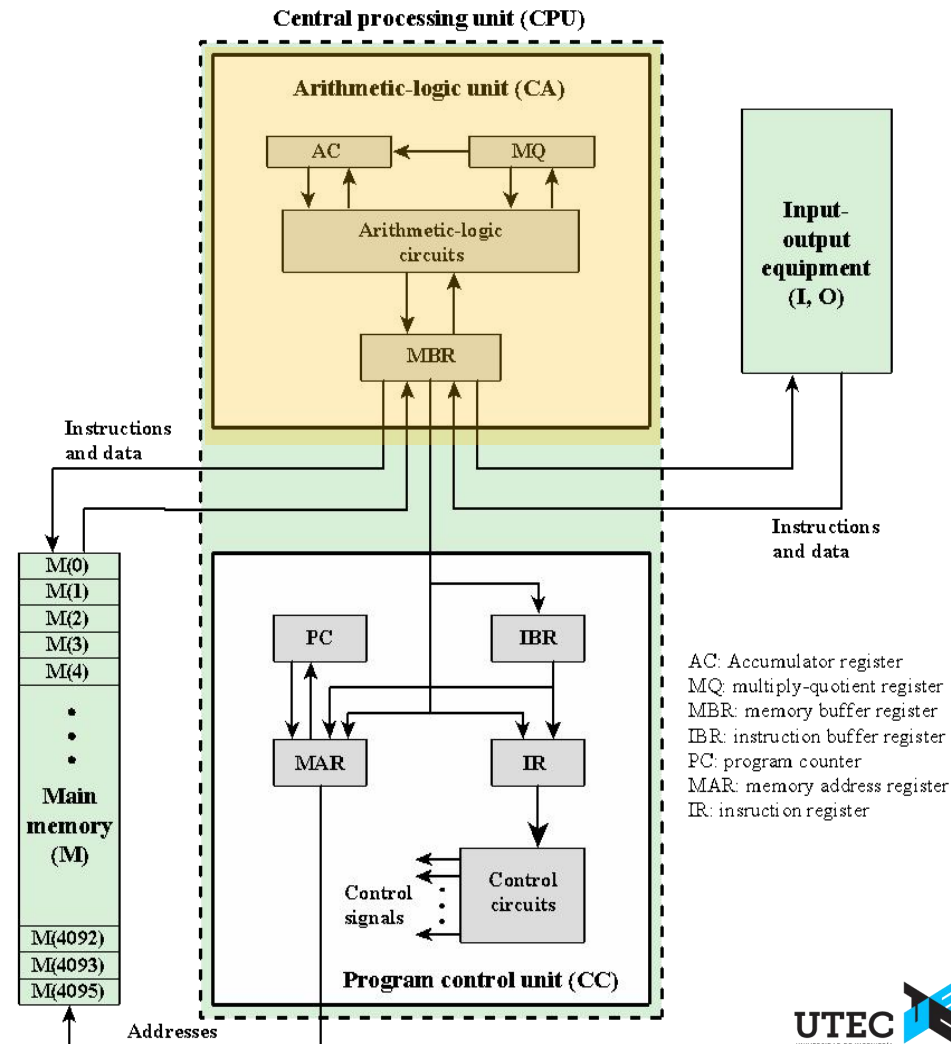 Central processing unit (CPU)
Arithmetic-logic unit (CA)
AC
MQ
Arithmetic-logic
circuits
MBR
Input-
output
equipment
(I, O)
Instructions
and data
Instructions
and data
M(0)
M(1)
M(2)
M(3)
M(4)
Main
memory
(M)
M(4092)
M(4093)
M(4095)
PC
IBR
MAR
IR
Control
signals
Control
circuits
Program control unit (CC)
Addresses
AC: Accumulator register
MQ: multiply-quotient register
MBR: memory buffer register
IBR: instruction buffer register
PC: program counter
MAR: memory address register
IR: insruction register
UTEC